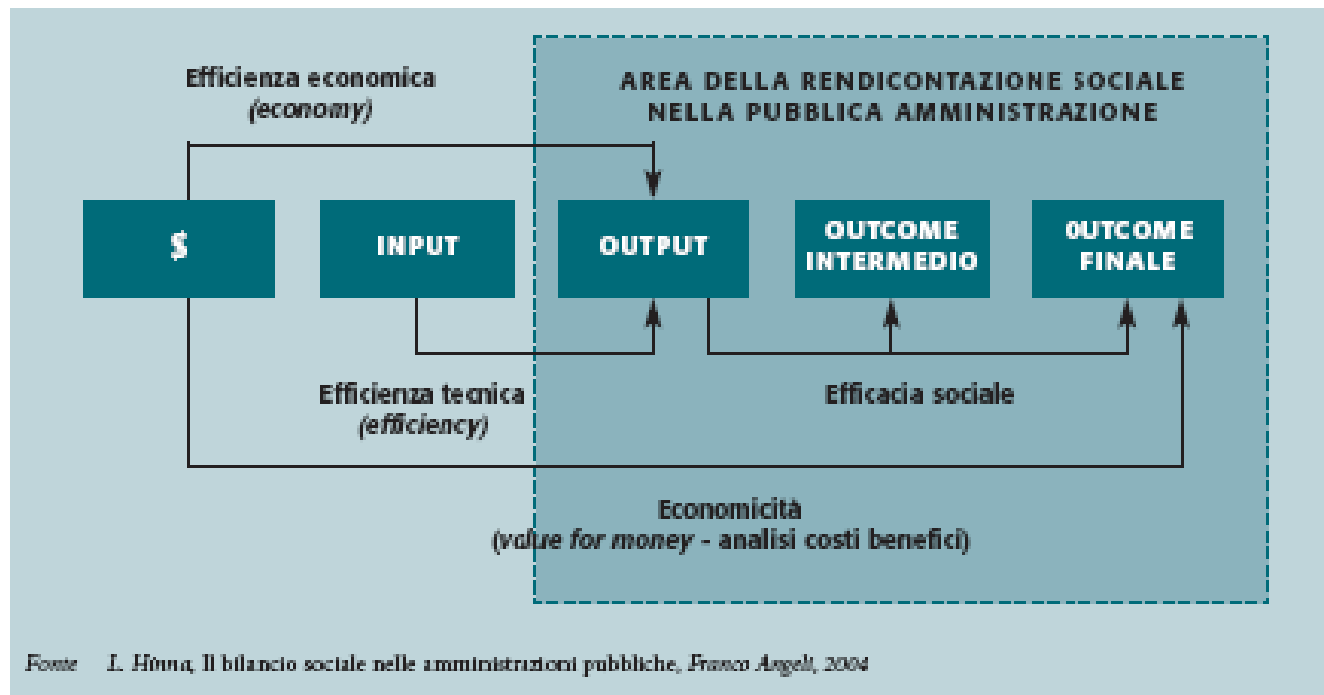 Efficienza economica
(economy)
AREA DELLA RENDICONTAZIONE SOCIALE
NELLA PUBBLICA AMMINISTRAZIONE
$
INPUT
OUTPUT
OUTCOME
INTERMEDIO
OUTCOME
FINALE
Efficienza tecnica
(efficiency)
Efficacia sociale
Economicità
(value for money - analisi costi benefici)
Fonte L. Hinna, Il bilancio sociale nelle amministrazioni pubbliche, Franco Angeli, 2004